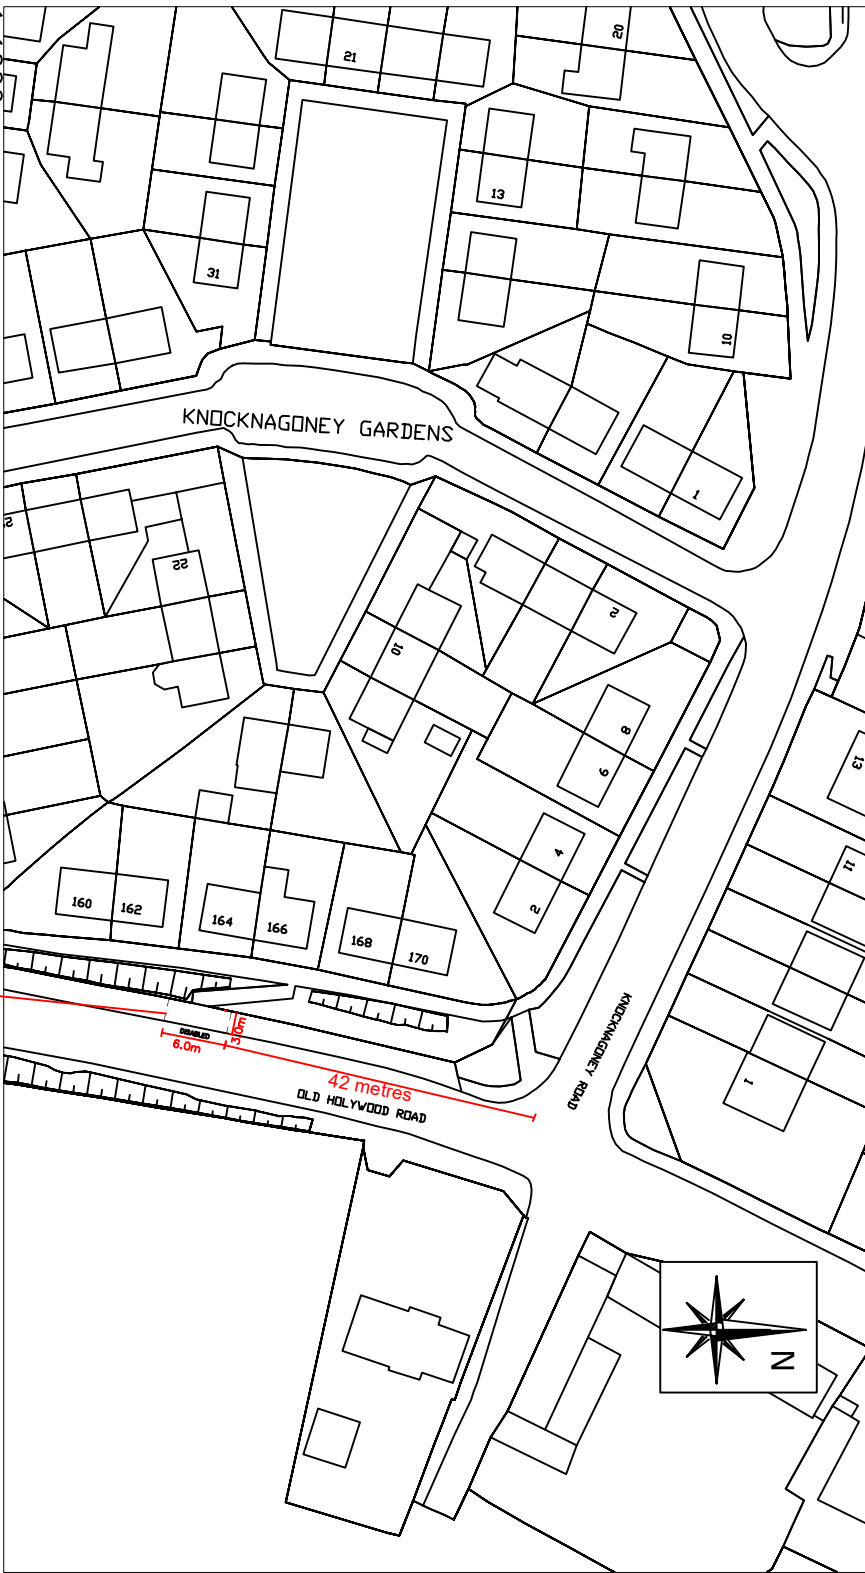 20
21
13
31
10
KNOCKNAGONEY GARDENS
1
22
2
10
13
8
6
11
4
2
160
162
164
166
168
170
KNOCKNAGONEY ROAD
DISABLED
3.0m
6.0m
42 metres
1
OLD HOLYWOOD ROAD
N